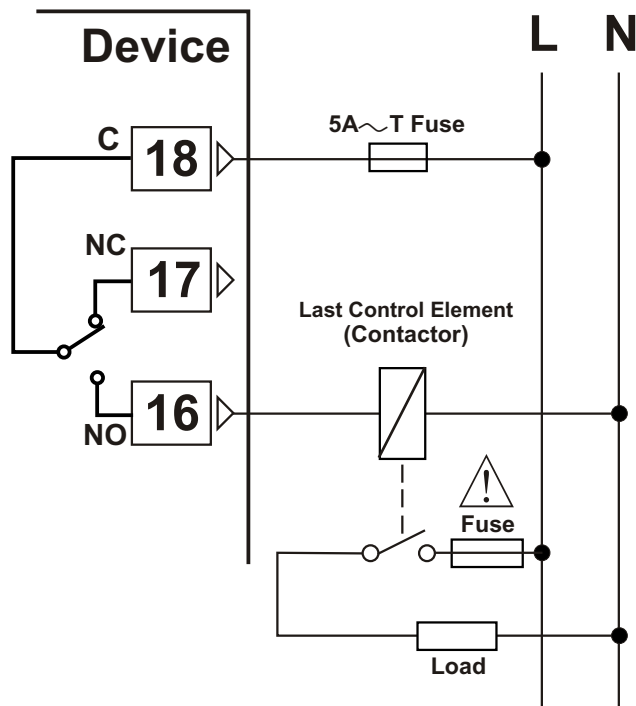 Device
L N
C
18
5A～T Fuse
NC
17
Last Control Element
(Contactor)
16
NO
!
Fuse
Load